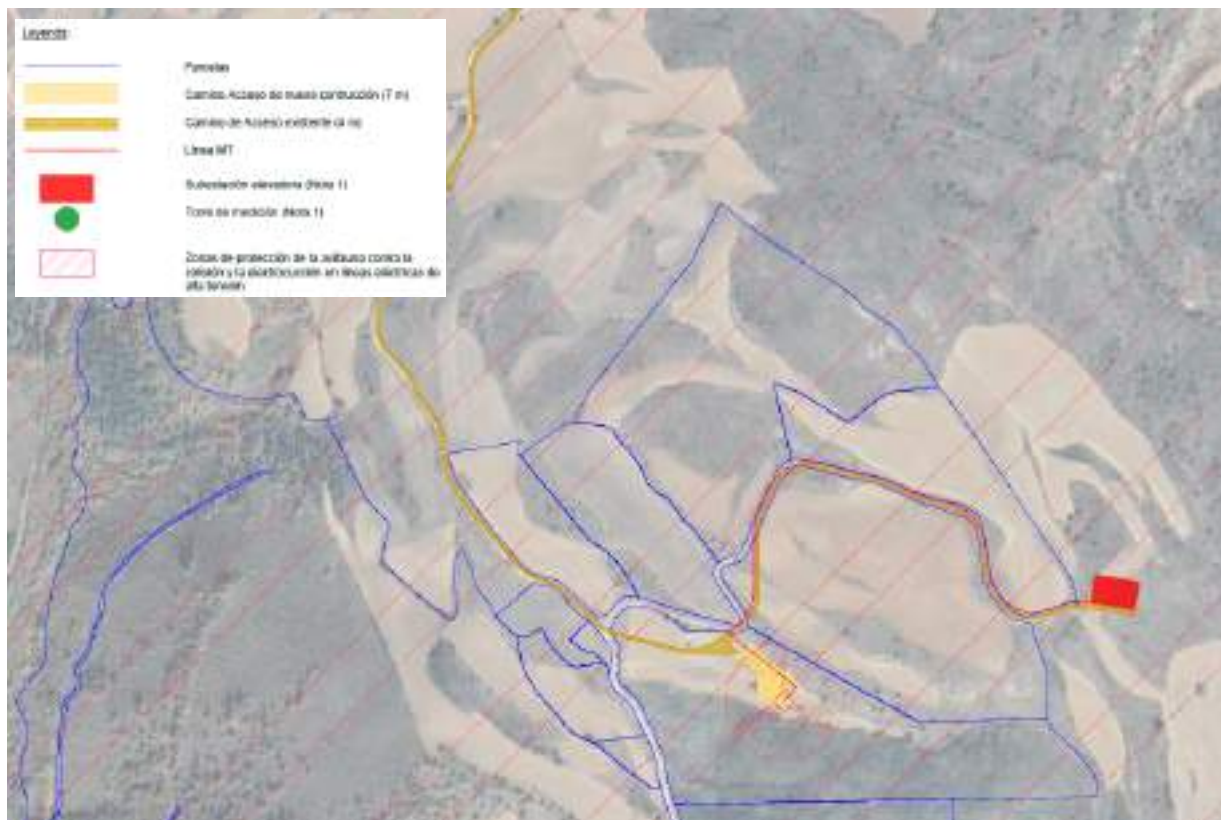 Leyenda:
Parcelas
Camino Acceso de nueva contrucción (7 m)
Camino de Acceso existente (4 m)
Línea MT
Subestación elevadora (Nota 1)
Torre de medición (Nota 1)
Zonas de protección de la avifauna contra la
colisión y la electrocución en líneas eléctricas de
alta tensión